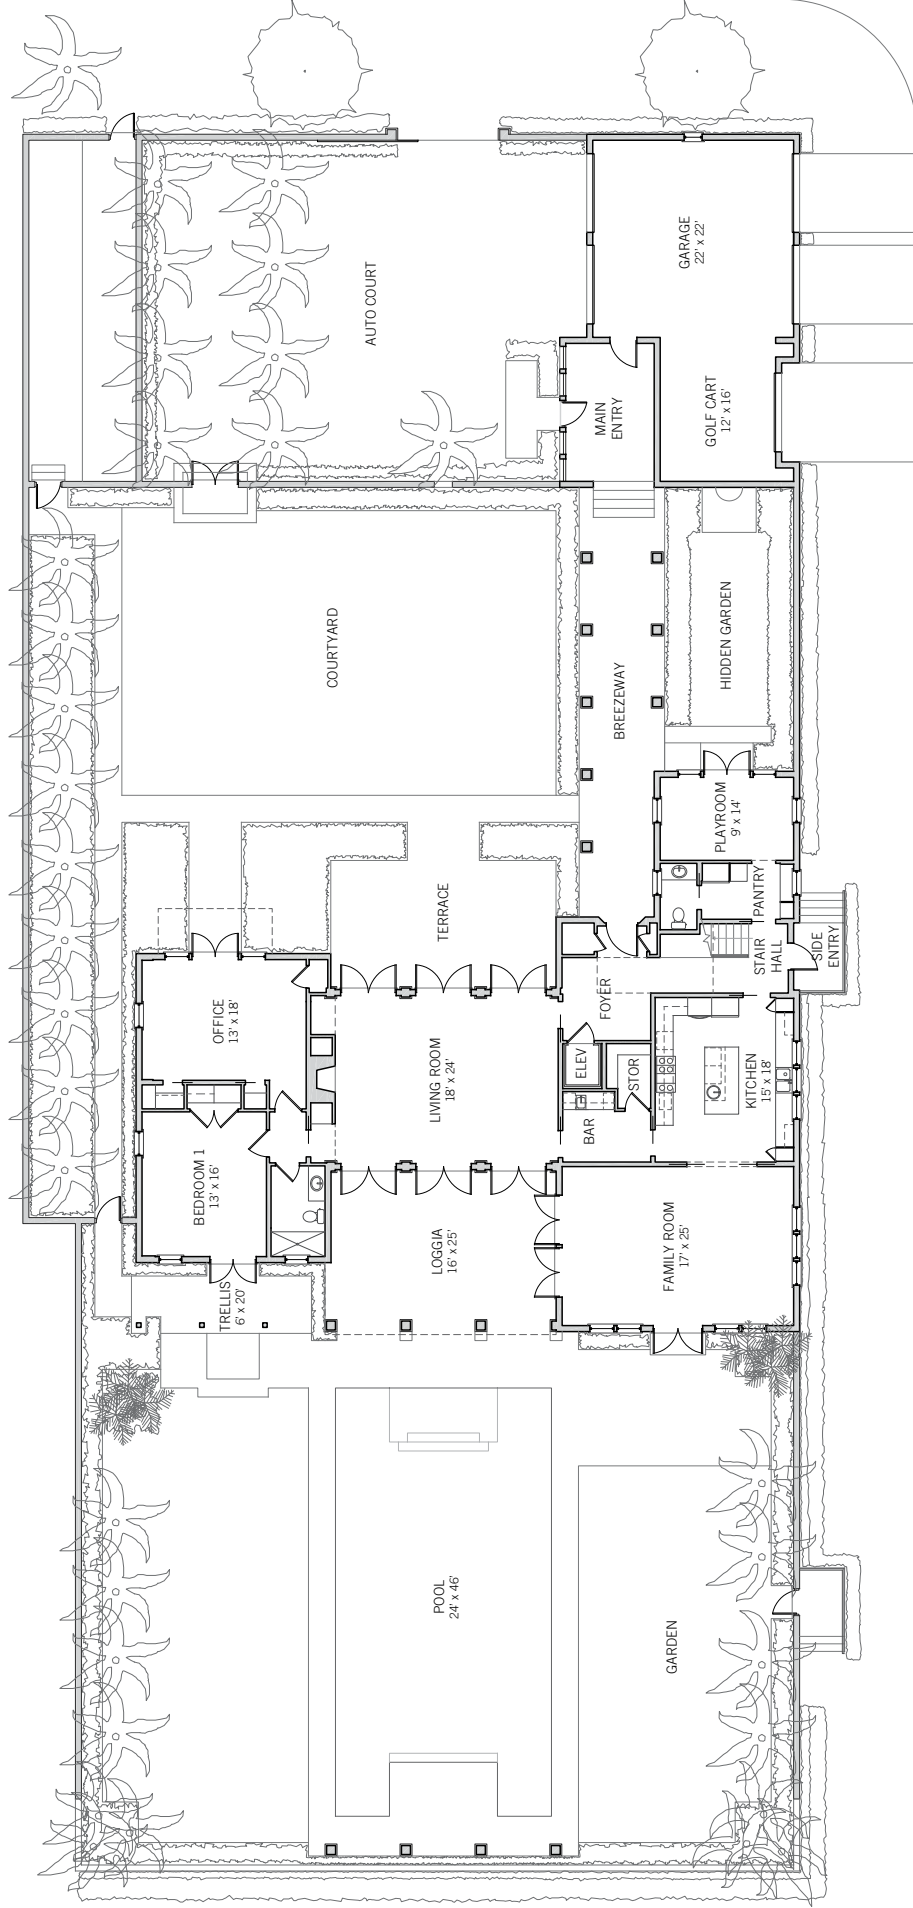 GARAGE
22' x 22'
AUTO COURT
GOLF CART
12' x 16'
MAIN
ENTRY
COURTYARD
HIDDEN GARDEN
BREEZEWAY
PLAYROOM
9' x 14'
PANTRY
TERRACE
STAIR
HALL
SIDE
ENTRY
FOYER
OFFICE
13' x 18'
LIVING ROOM
18' x 24'
ELEV
STOR
KITCHEN
15' x 18'
BAR
BEDROOM 1
13' x 16'
LOGGIA
16' x 25'
FAMILY ROOM
17' x 25'
TRELLIS
6' x 20'
POOL
24' x 46'
GARDEN